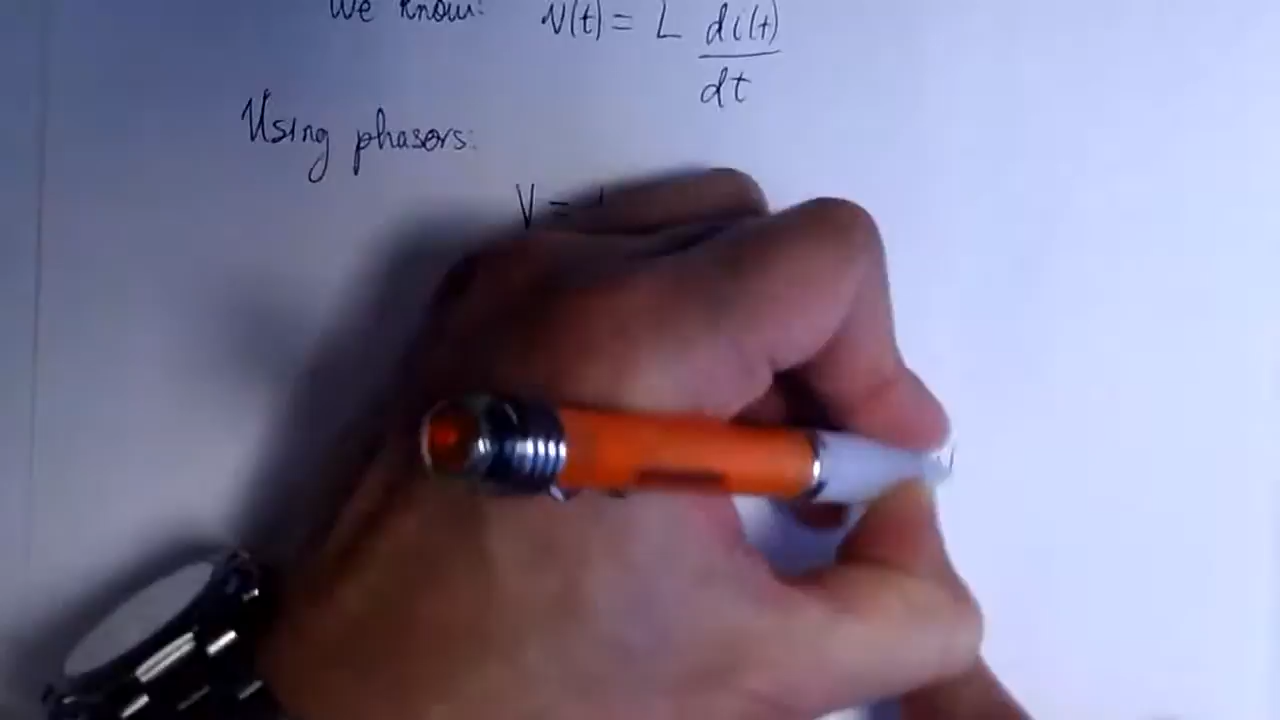 We know: v(t) = L di(t)/dt
Using phasors:
V =